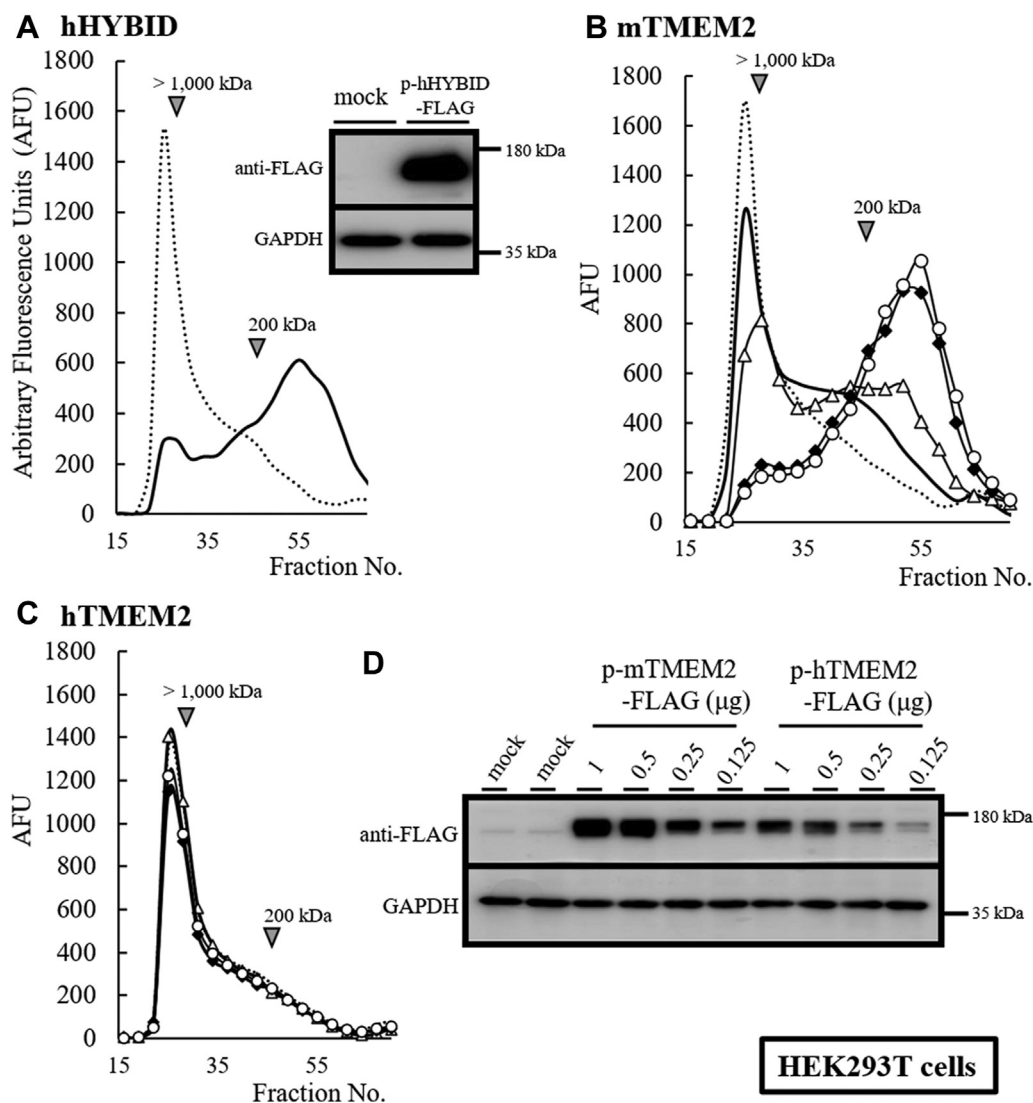 A hHYBID
Arbitrary Fluorescence Units (AFU)
1800
1600
1400
1200
1000
800
600
400
200
0
15 35 55
Fraction No.
> 1,000 kDa
200 kDa
mock
p-hHYBID
-FLAG
anti-FLAG
GAPDH
180 kDa
35 kDa
B mTMEM2
AFU
1800
1600
1400
1200
1000
800
600
400
200
0
15 35 55
Fraction No.
> 1,000 kDa
200 kDa
C hTMEM2
AFU
1800
1600
1400
1200
1000
800
600
400
200
0
15 35 55
Fraction No.
> 1,000 kDa
200 kDa
D
p-mTMEM2
-FLAG (µg)
p-hTMEM2
-FLAG (µg)
mock mock 1 0.5 0.25 0.125 1 0.5 0.25 0.125
anti-FLAG
GAPDH
180 kDa
35 kDa
HEK293T cells